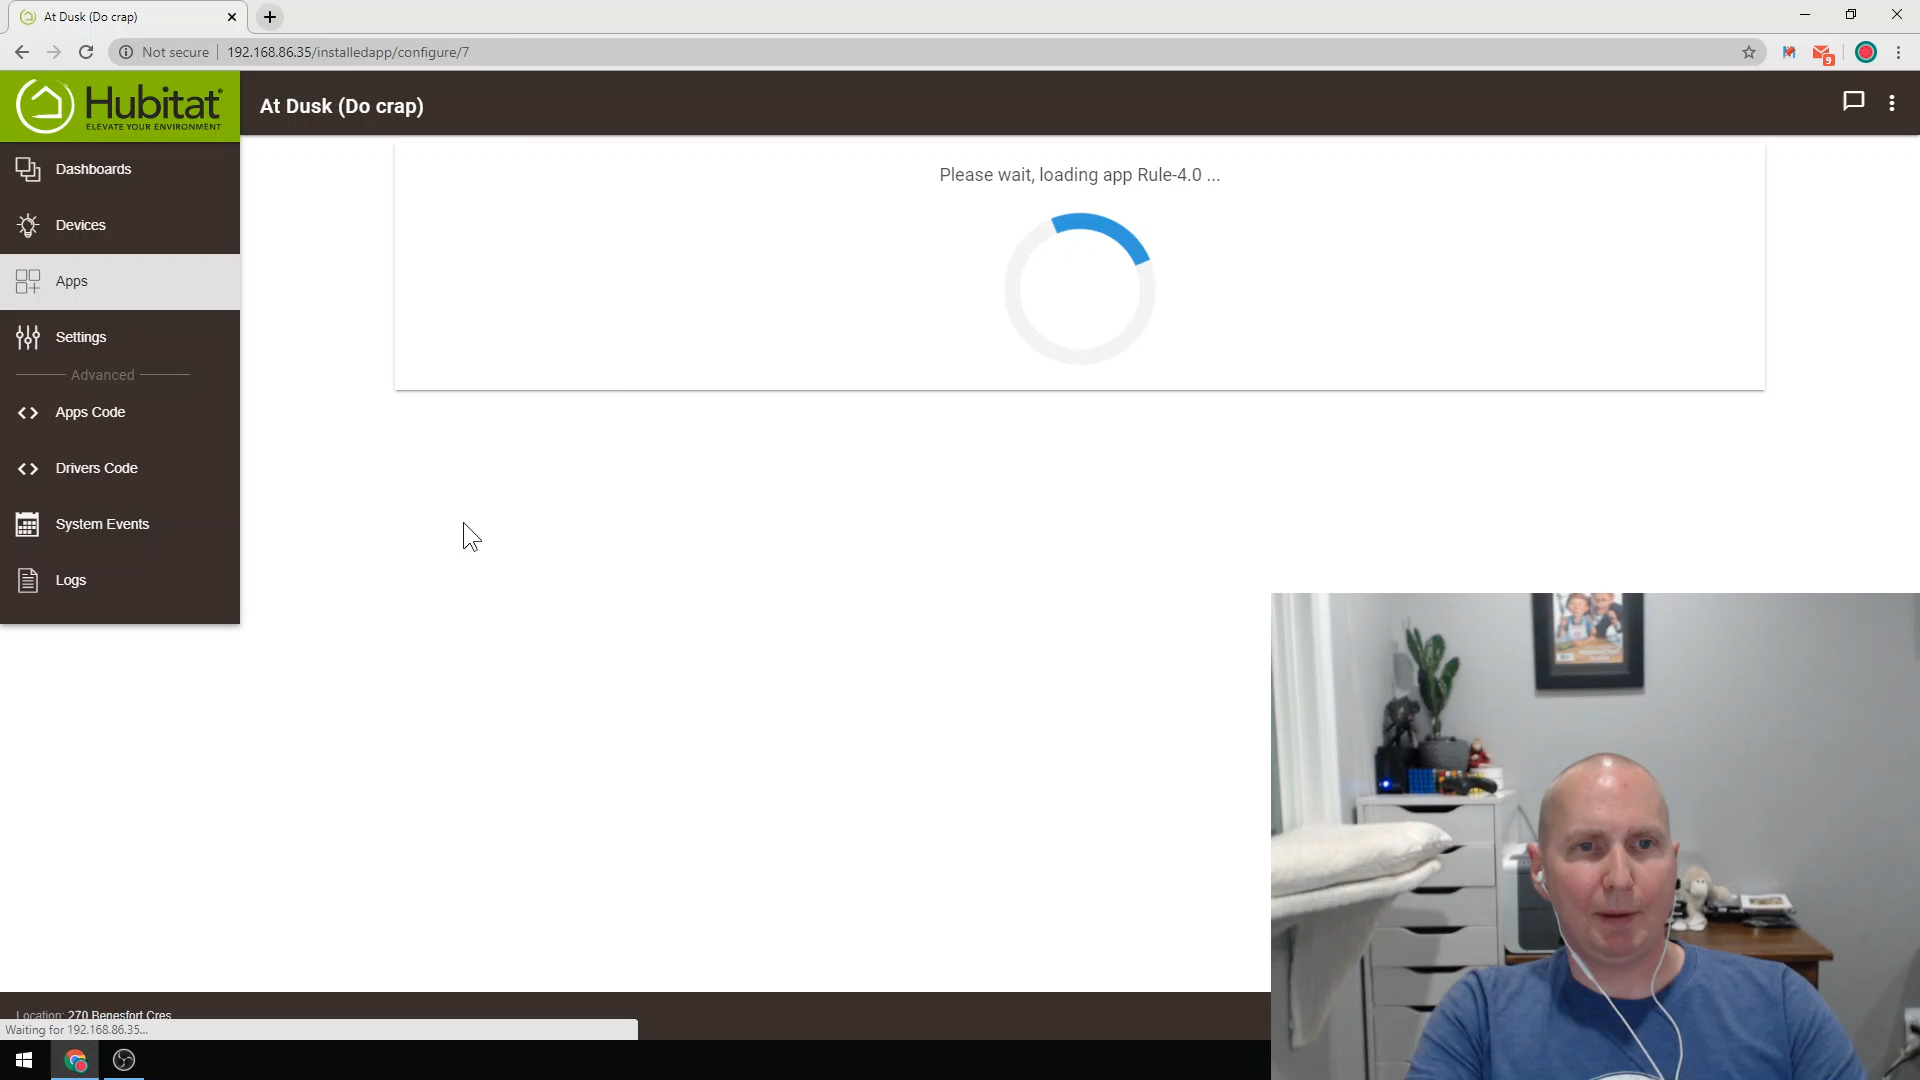 At Dusk (Do crap)
Not secure
192.168.86.35/installedapp/configure/7
9
Hubitat
ELEVATE YOUR ENVIRONMENT
At Dusk (Do crap)
Dashboards
Devices
Apps
Settings
Advanced
Apps Code
Drivers Code
System Events
Logs
Please wait, loading app Rule-4.0 ...
Location: 270 Benesfort Cres
Waiting for 192.168.86.35...